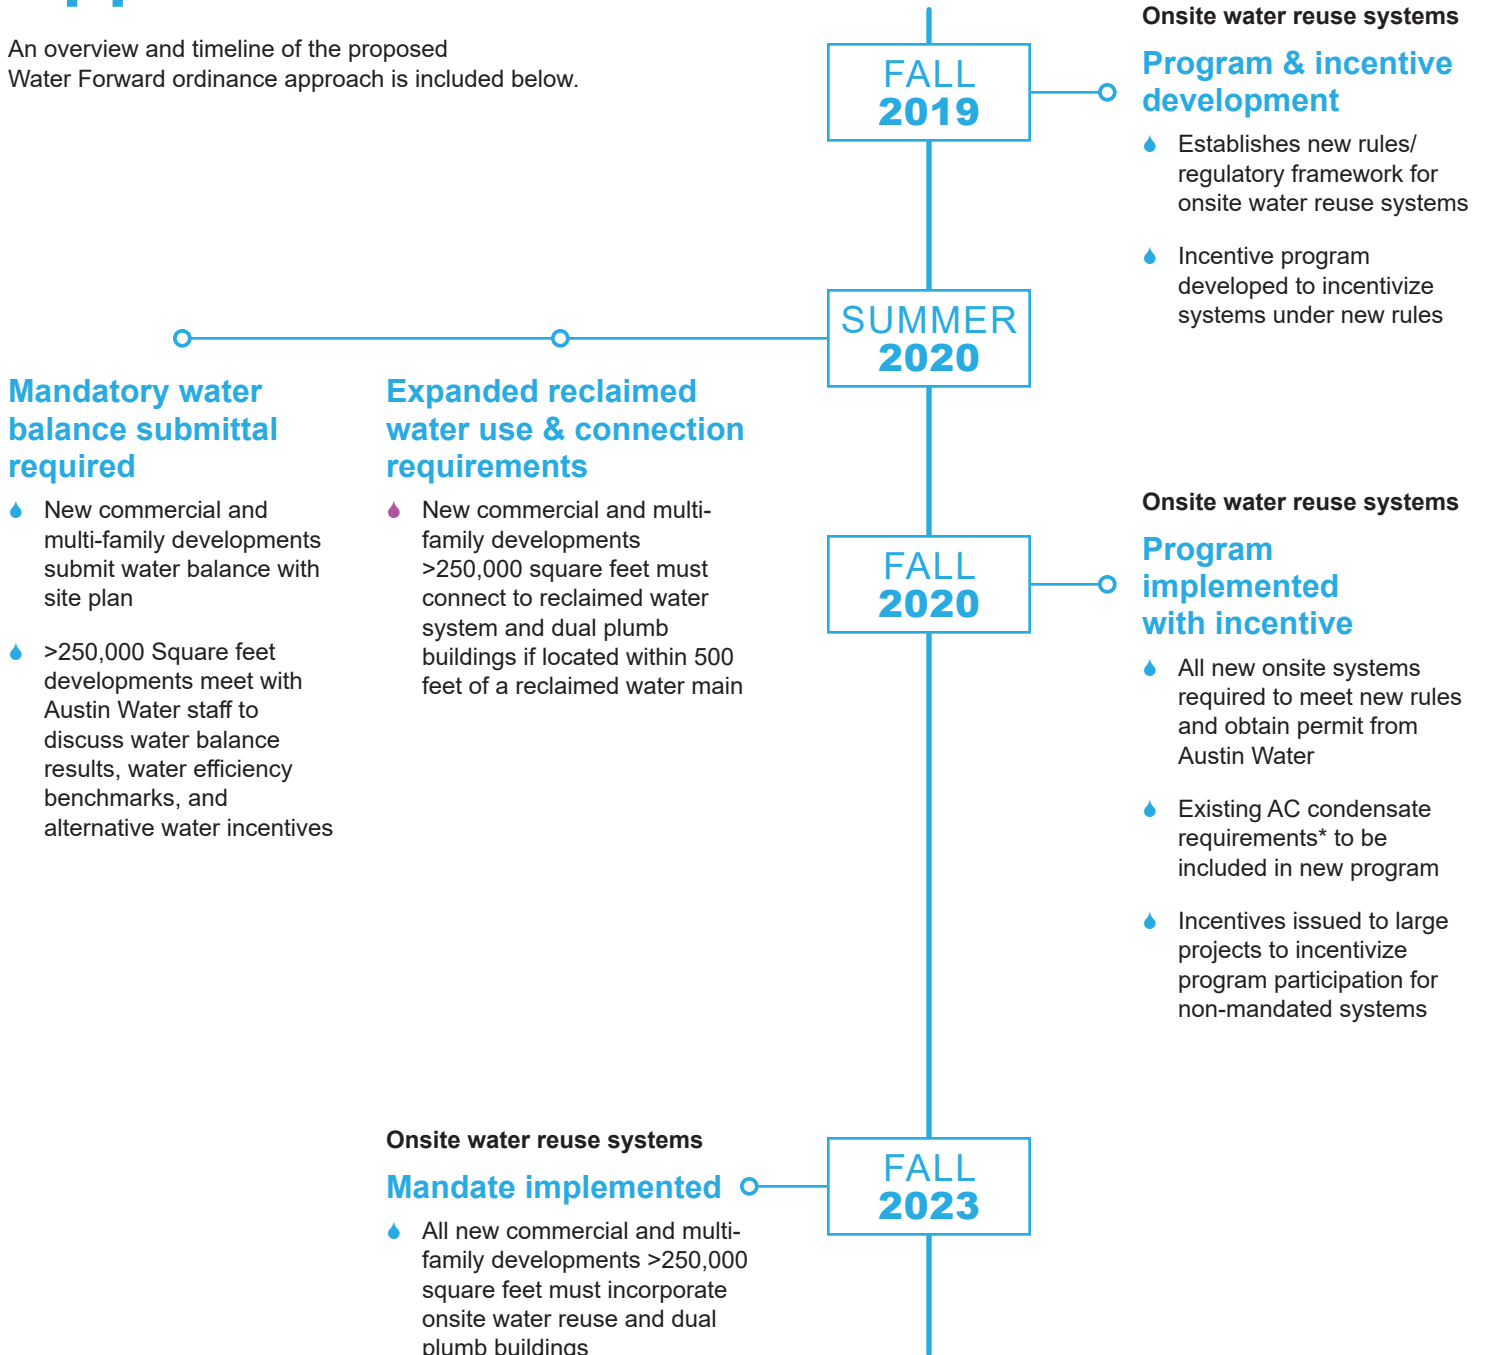 An overview and timeline of the proposed
Water Forward ordinance approach is included below.
FALL
2019
Onsite water reuse systems
Program & incentive
development
Establishes new rules/
regulatory framework for
onsite water reuse systems
Incentive program
developed to incentivize
systems under new rules
SUMMER
2020
Mandatory water
balance submittal
required
New commercial and
multi-family developments
submit water balance with
site plan
>250,000 Square feet
developments meet with
Austin Water staff to
discuss water balance
results, water efficiency
benchmarks, and
alternative water incentives
Expanded reclaimed
water use & connection
requirements
New commercial and multi-
family developments
>250,000 square feet must
connect to reclaimed water
system and dual plumb
buildings if located within 500
feet of a reclaimed water main
FALL
2020
Onsite water reuse systems
Program
implemented
with incentive
All new onsite systems
required to meet new rules
and obtain permit from
Austin Water
Existing AC condensate
requirements* to be
included in new program
Incentives issued to large
projects to incentivize
program participation for
non-mandated systems
FALL
2023
Onsite water reuse systems
Mandate implemented
All new commercial and multi-
family developments >250,000
square feet must incorporate
onsite water reuse and dual
plumb buildings